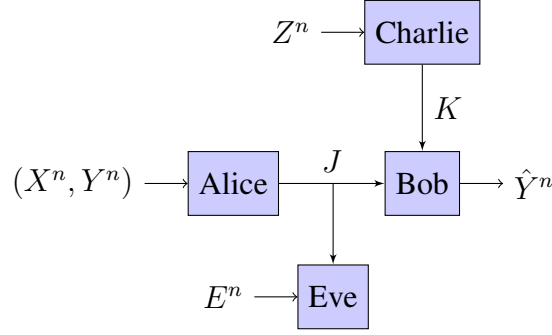 Z^n
Charlie
K
(X^n, Y^n)
Alice
J
Bob
Ŷ^n
E^n
Eve